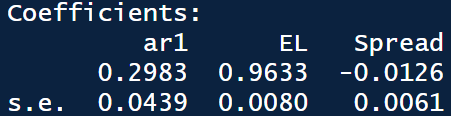 Coefficients:
ar1 EL Spread
0.2983 0.9633 -0.0126
s.e. 0.0439 0.0080 0.0061